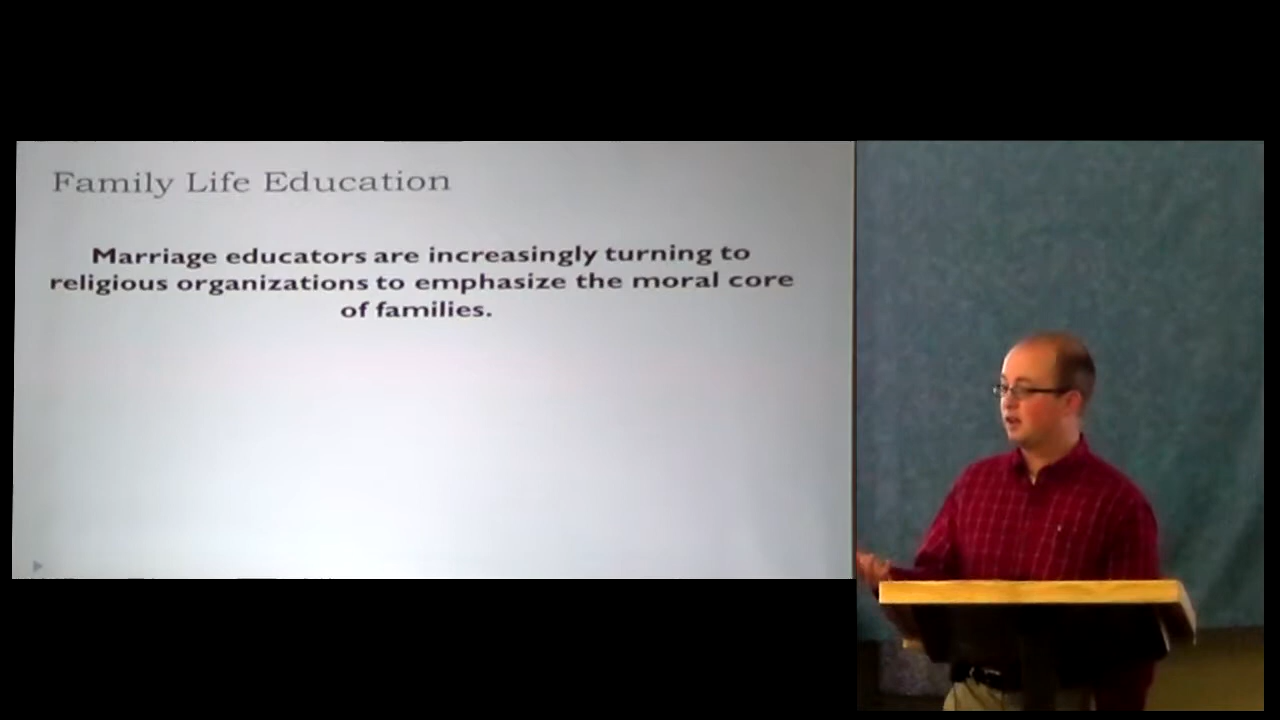 Family Life Education
Marriage educators are increasingly turning to
religious organizations to emphasize the moral core
of families.